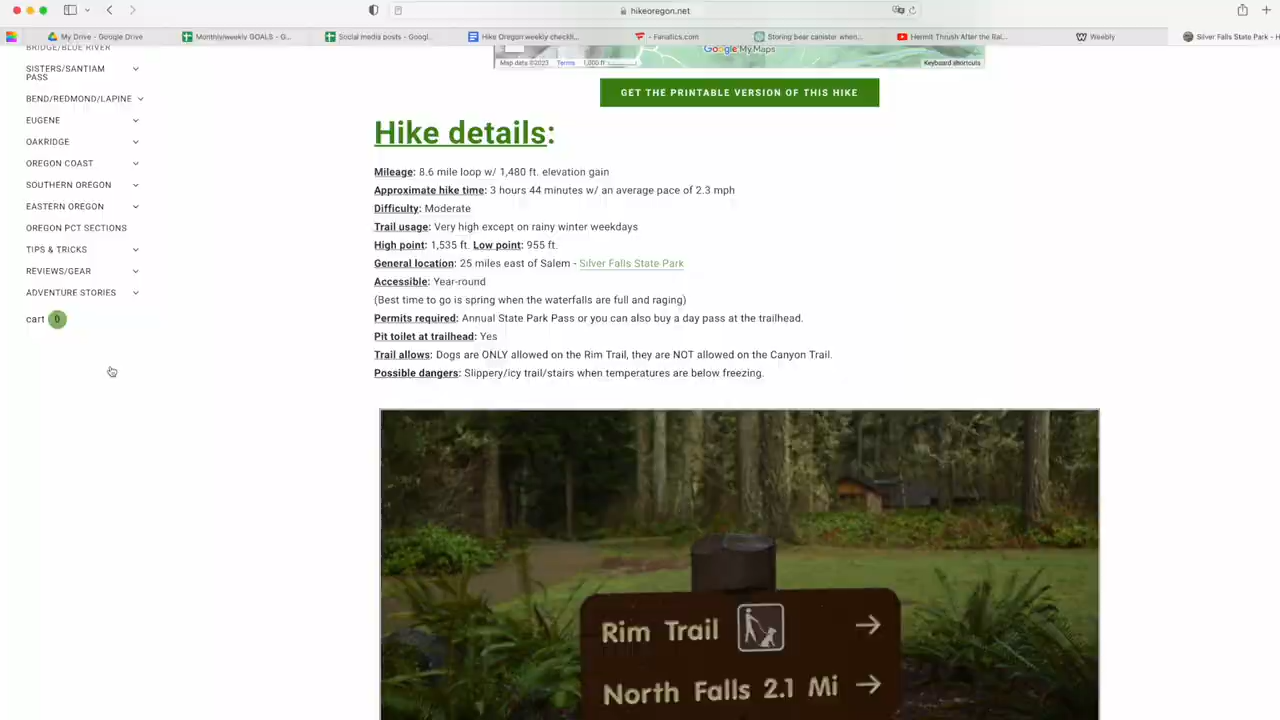 hikeoregon.net
My Drive - Google Drive
Monthly/weekly GOALS - G...
Social media posts - Googl...
Hike Oregon weekly checkli...
- Fanatics.com
Storing bear canister when...
Hermit Thrush After the Rai...
Weebly
Silver Falls State Park - H
BRIDGE/BLUE RIVER
SISTERS/SANTIAM
PASS
BEND/REDMOND/LAPINE
EUGENE
OAKRIDGE
OREGON COAST
SOUTHERN OREGON
EASTERN OREGON
OREGON PCT SECTIONS
TIPS & TRICKS
REVIEWS/GEAR
ADVENTURE STORIES
cart 0
Google My Maps
Map data ©2023 Terms 1,000 ft
Keyboard shortcuts
GET THE PRINTABLE VERSION OF THIS HIKE
Hike details:
Mileage: 8.6 mile loop w/ 1,480 ft. elevation gain
Approximate hike time: 3 hours 44 minutes w/ an average pace of 2.3 mph
Difficulty: Moderate
Trail usage: Very high except on rainy winter weekdays
High point: 1,535 ft. Low point: 955 ft.
General location: 25 miles east of Salem - Silver Falls State Park
Accessible: Year-round
(Best time to go is spring when the waterfalls are full and raging)
Permits required: Annual State Park Pass or you can also buy a day pass at the trailhead.
Pit toilet at trailhead: Yes
Trail allows: Dogs are ONLY allowed on the Rim Trail, they are NOT allowed on the Canyon Trail.
Possible dangers: Slippery/icy trail/stairs when temperatures are below freezing.
Rim Trail
North Falls 2.1 Mi